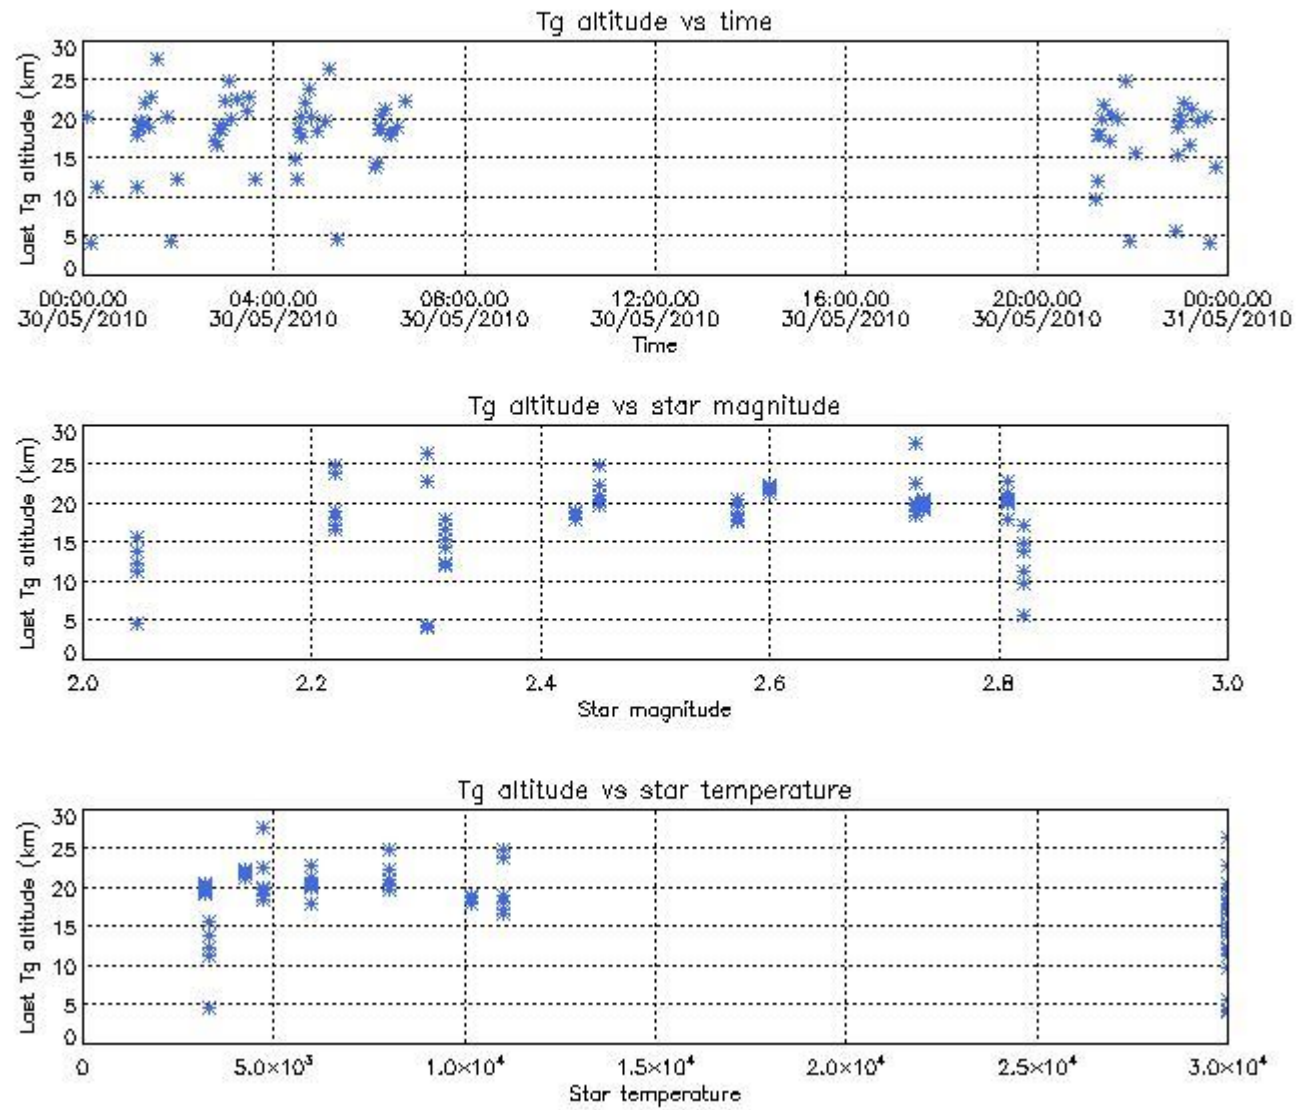 Tg altitude vs time
Last Tg altitude (km)
30
25
20
15
10
5
0
00:00.00 04:00.00 08:00.00 12:00.00 16:00.00 20:00.00 00:00.00
30/05/2010 30/05/2010 30/05/2010 30/05/2010 30/05/2010 30/05/2010 31/05/2010
Time
Tg altitude vs star magnitude
Last Tg altitude (km)
30
25
20
15
10
5
0
2.0 2.2 2.4 2.6 2.8 3.0
Star magnitude
Tg altitude vs star temperature
Last Tg altitude (km)
30
25
20
15
10
5
0
0 5.0×10³ 1.0×10⁴ 1.5×10⁴ 2.0×10⁴ 2.5×10⁴ 3.0×10⁴
Star temperature